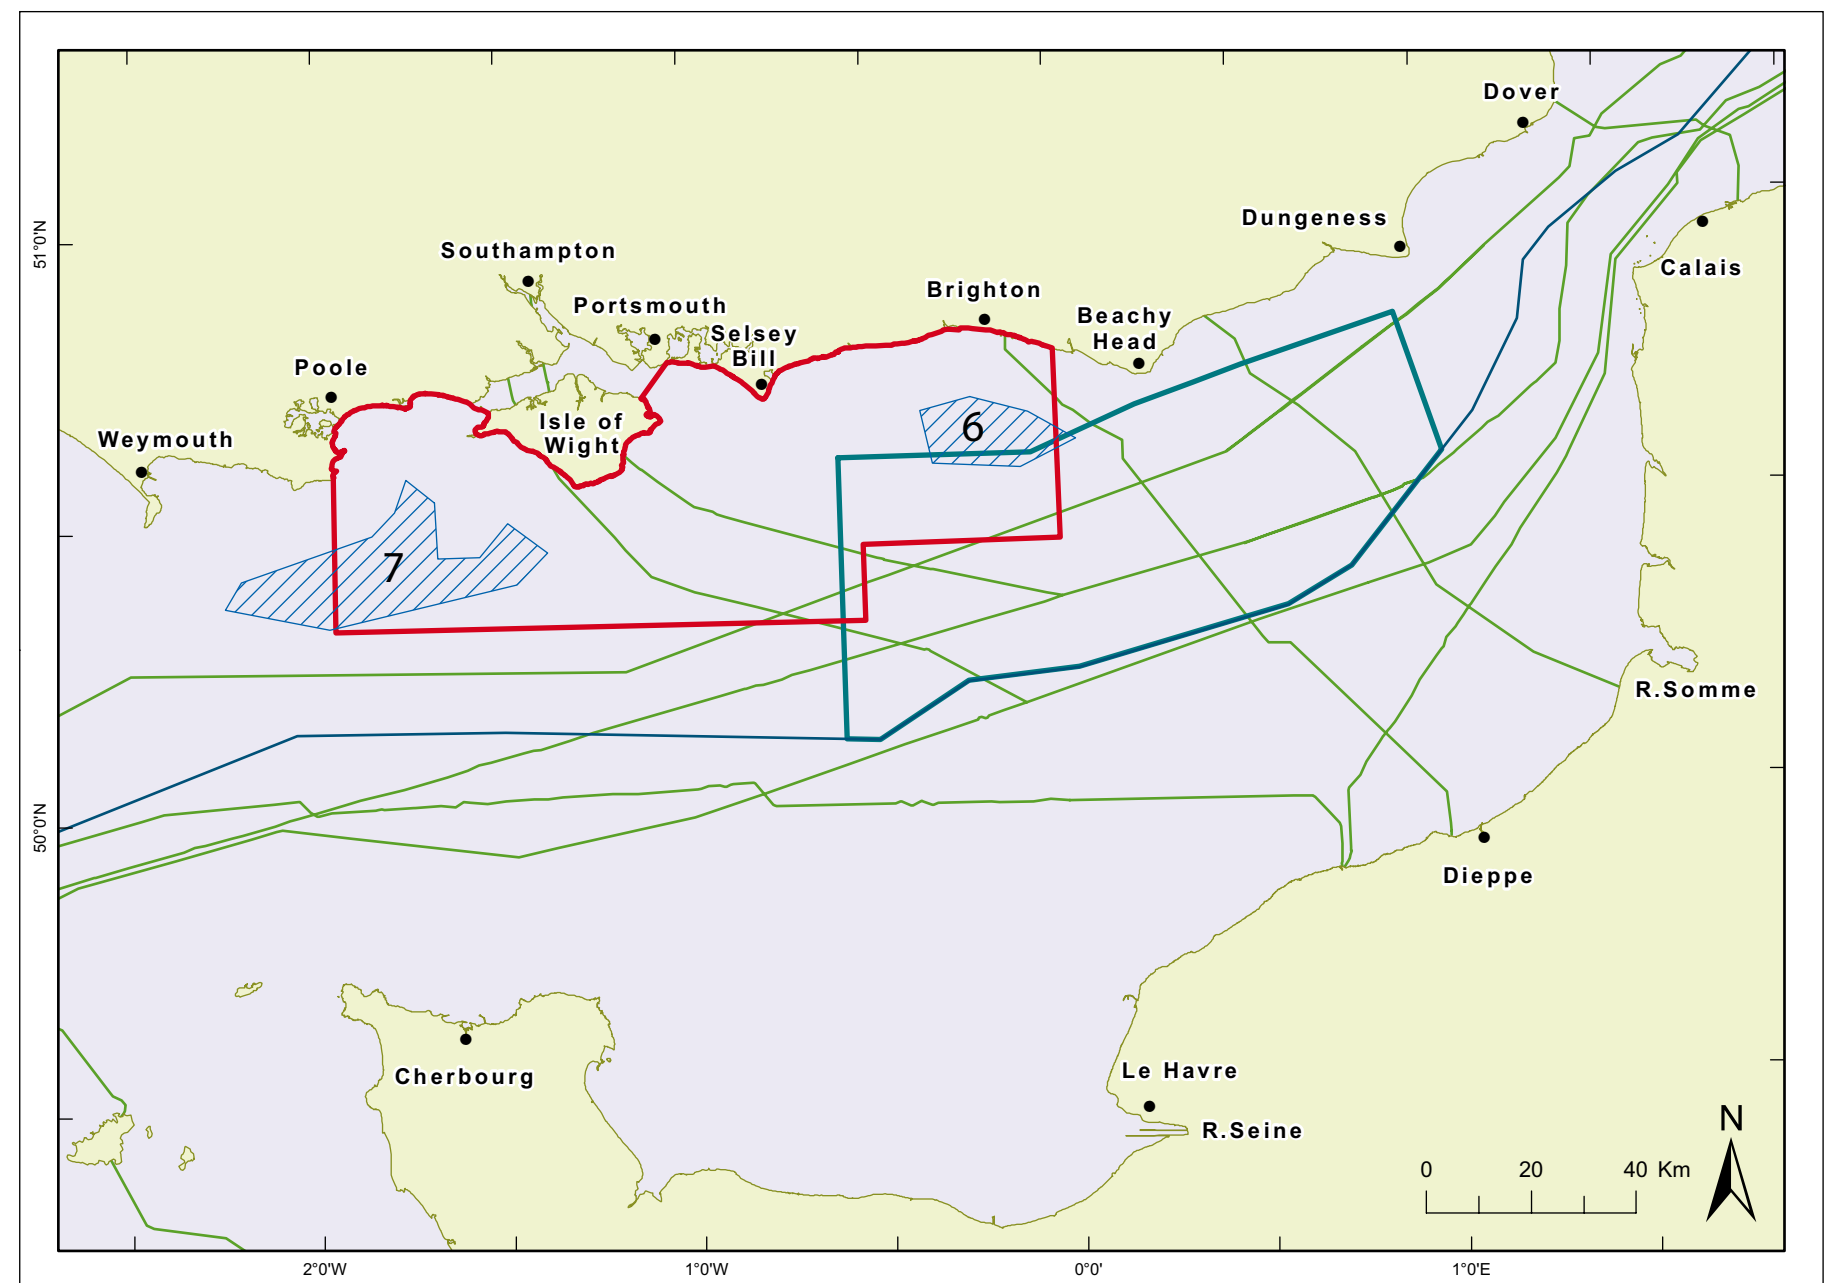 Dover
Dungeness
51°0'N
Southampton
Calais
Brighton
Portsmouth
Beachy
Head
Selsey
Bill
Poole
Isle of
Wight
6
Weymouth
7
R.Somme
50°0'N
Dieppe
Cherbourg
Le Havre
R.Seine
N
0 20 40 Km
2°0'W 1°0'W 0°0' 1°0'E